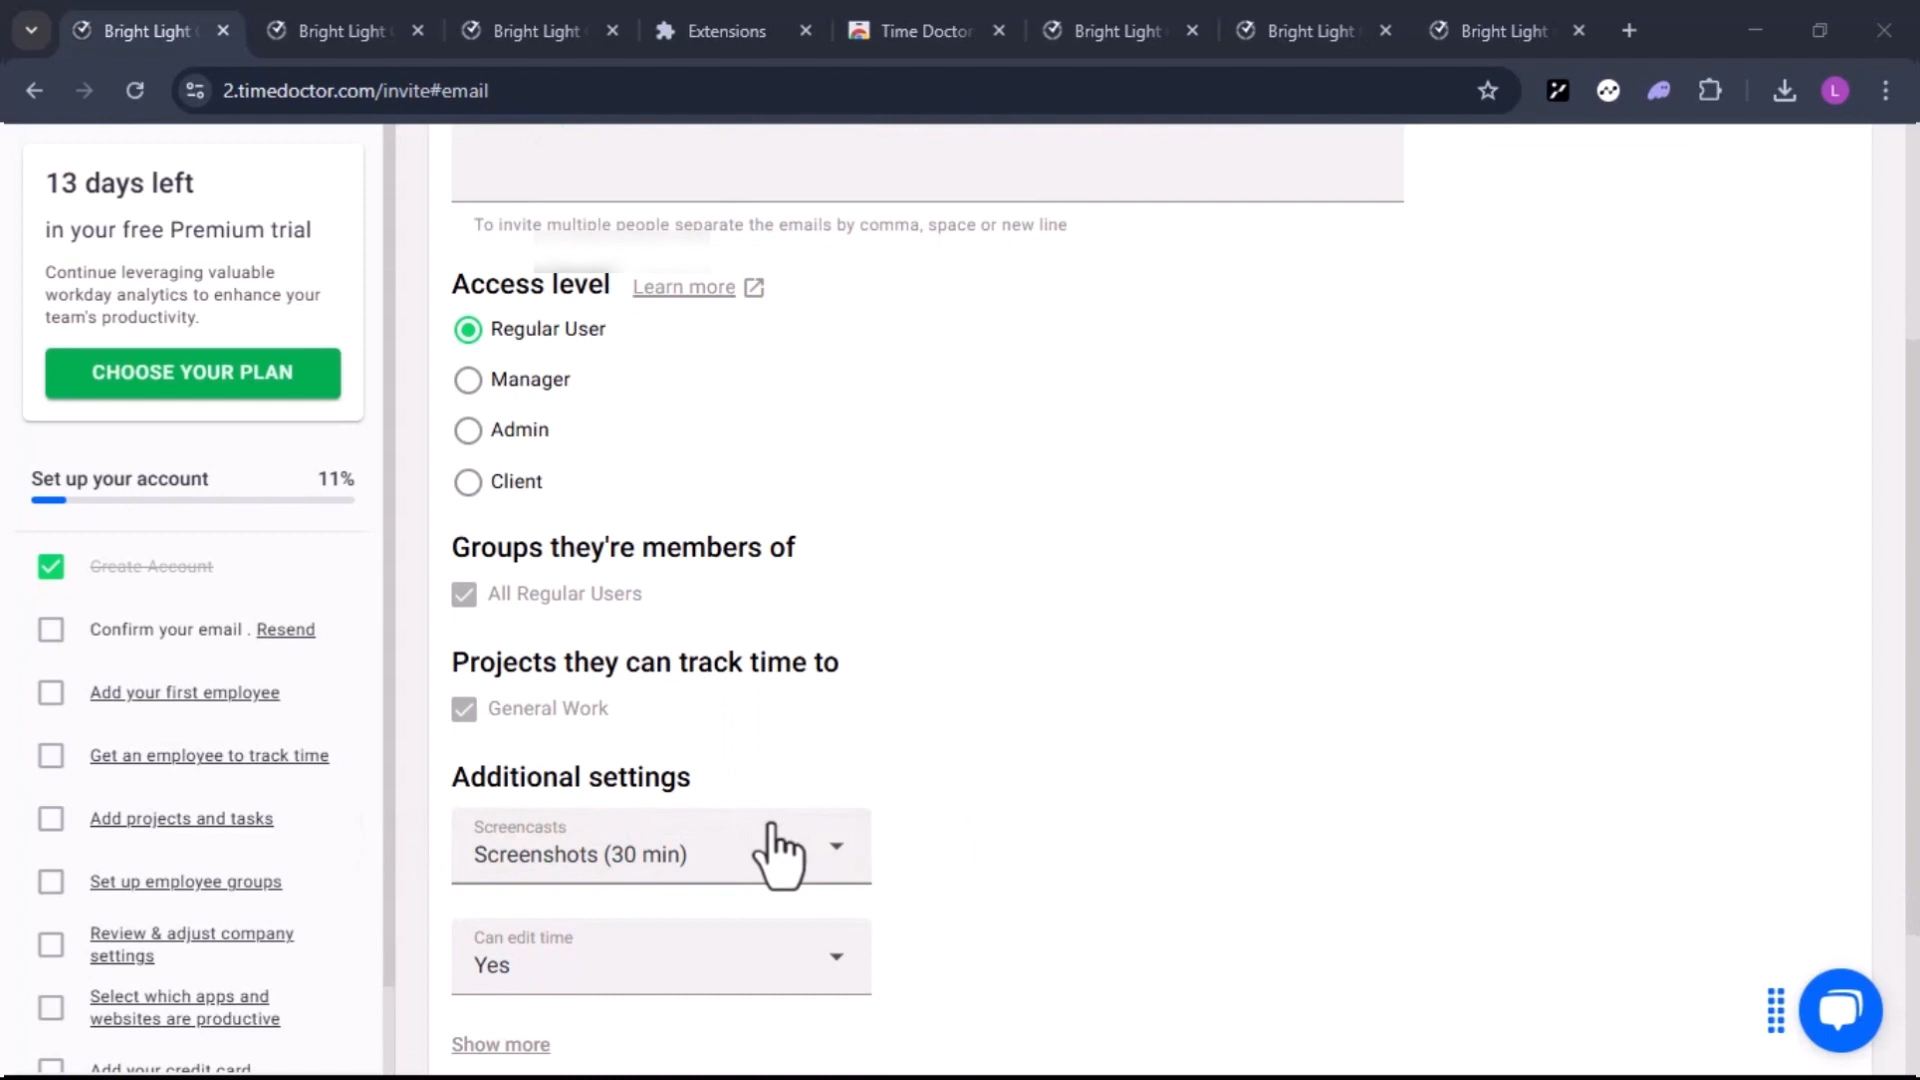 Bright Light
Bright Light
Bright Light
Extensions
Time Doctor
Bright Light
Bright Light
Bright Light
2.timedoctor.com/invite#email
L
13 days left
in your free Premium trial
Continue leveraging valuable
workday analytics to enhance your
team's productivity.
CHOOSE YOUR PLAN
Set up your account 11%
Create Account
Confirm your email . Resend
Add your first employee
Get an employee to track time
Add projects and tasks
Set up employee groups
Review & adjust company
settings
Select which apps and
websites are productive
Add your credit card
To invite multiple people separate the emails by comma, space or new line
Access level Learn more
Regular User
Manager
Admin
Client
Groups they're members of
All Regular Users
Projects they can track time to
General Work
Additional settings
Screencasts
Screenshots (30 min)
Can edit time
Yes
Show more